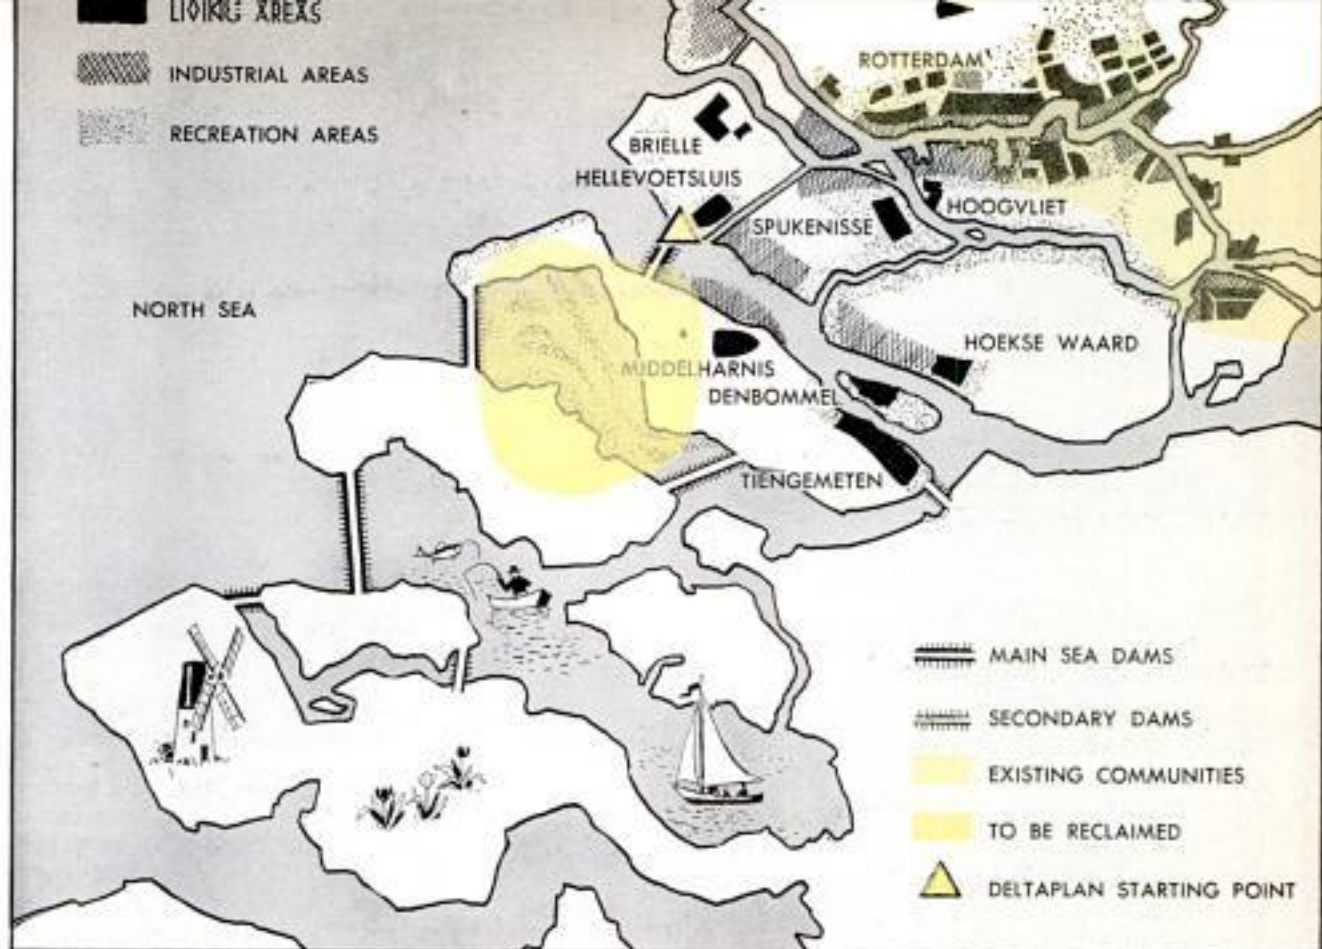 LIVING AREAS
INDUSTRIAL AREAS
RECREATION AREAS
ROTTERDAM
BRIELLE
HELLEVOETSLUIS
HOOGVLIET
SPUKENISSE
NORTH SEA
HOEKSE WAARD
MIDDELHARNIS
DENBOMMEL
TIENGEMETEN
MAIN SEA DAMS
SECONDARY DAMS
EXISTING COMMUNITIES
TO BE RECLAIMED
DELTAPLAN STARTING POINT